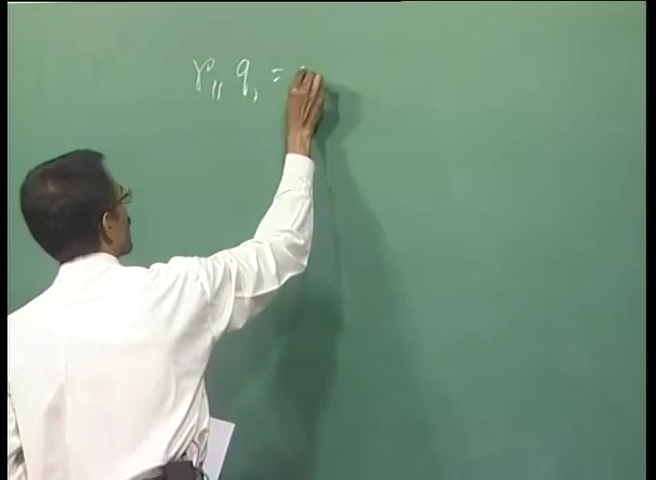 r₁₁ q₁ =